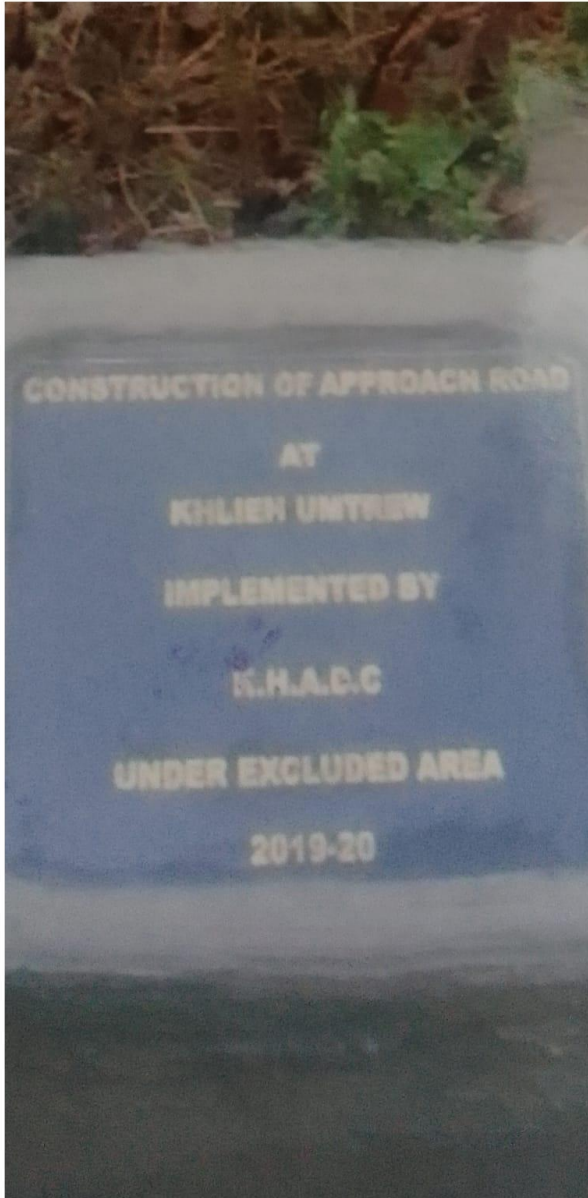 CONSTRUCTION OF APPROACH ROAD
AT
KHLIEH UMTREW
IMPLEMENTED BY
K.H.A.D.C
UNDER EXCLUDED AREA
2019-20